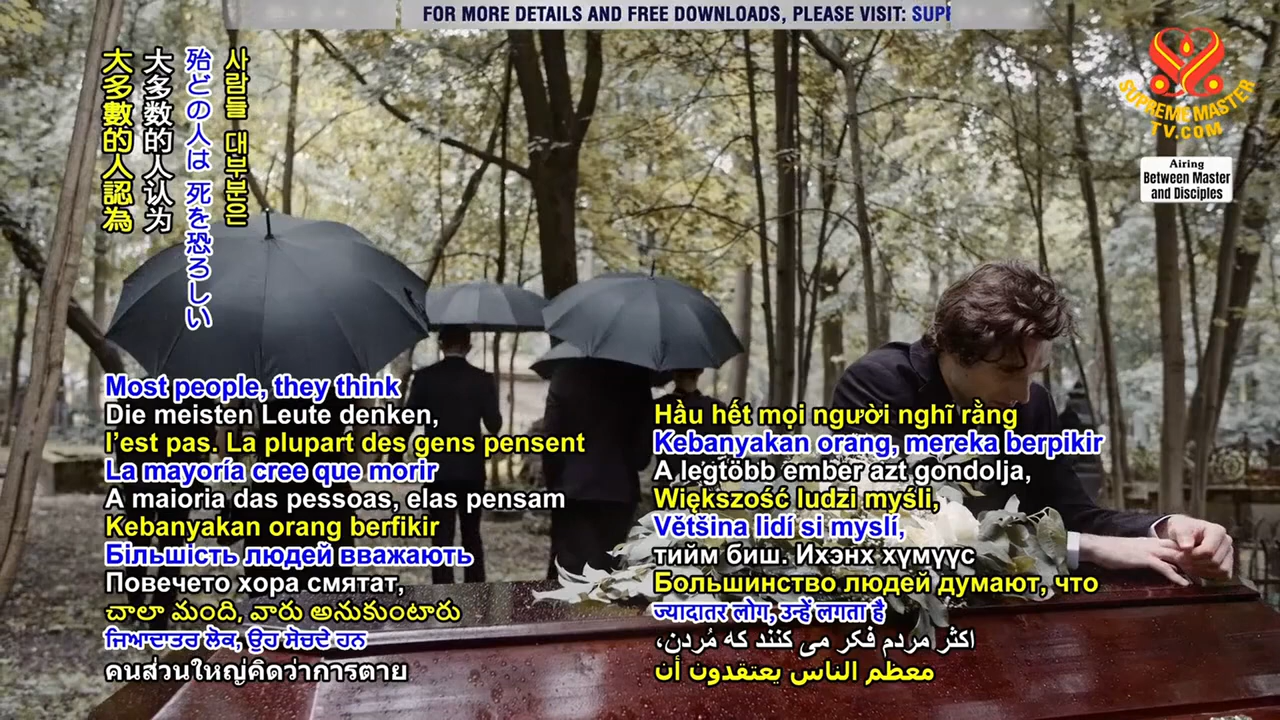 FOR MORE DETAILS AND FREE DOWNLOADS, PLEASE VISIT:
SUPREME MASTER
TV.COM
Airing
Between Master
and Disciples
사람들 대부분은
殆どの人は 死を恐ろしい
大多数的人认为
大多數的人認為
Most people, they think
Die meisten Leute denken,
l’est pas. La plupart des gens pensent
La mayoría cree que morir
A maioria das pessoas, elas pensam
Kebanyakan orang berfikir
Більшість людей вважають
Повечето хора смятат,
చాలా మంది, వారు అనుకుంటారు
ਜਿਆਦਾਤਰ ਲੋਕ, ਉਹ ਸੋਚਦੇ ਹਨ
คนส่วนใหญ่คิดว่าการตาย
Hầu hết mọi người nghĩ rằng
Kebanyakan orang, mereka berpikir
A legtöbb ember azt gondolja,
Większość ludzi myśli,
Většina lidí si myslí,
тийм биш. Ихэнх хүмүүс
Большинство людей думают, что
ज्यादातर लोग, उन्हें लगता है
اکثر مردم فکر می کنند که مُردن،
معظم الناس يعتقدون أن